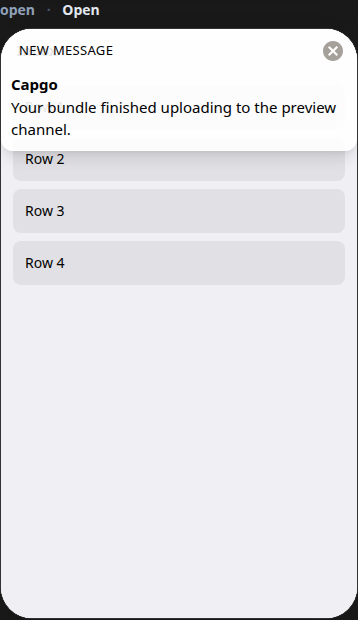 open · Open
NEW MESSAGE
Capgo
Your bundle finished uploading to the preview
channel.
Row 2
Row 3
Row 4